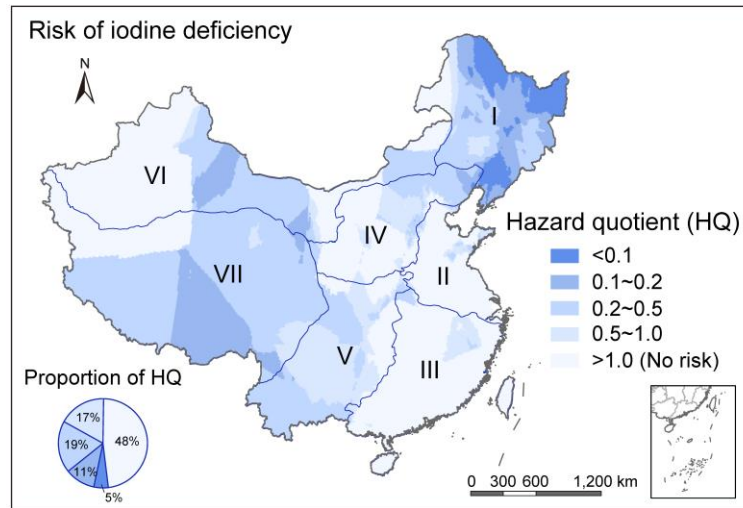 Risk of iodine deficiency
N
I
VI
IV
II
VII
V
III
Hazard quotient (HQ)
<0.1
0.1~0.2
0.2~0.5
0.5~1.0
>1.0 (No risk)
Proportion of HQ
17%
48%
19%
11%
5%
0 300 600 1,200 km